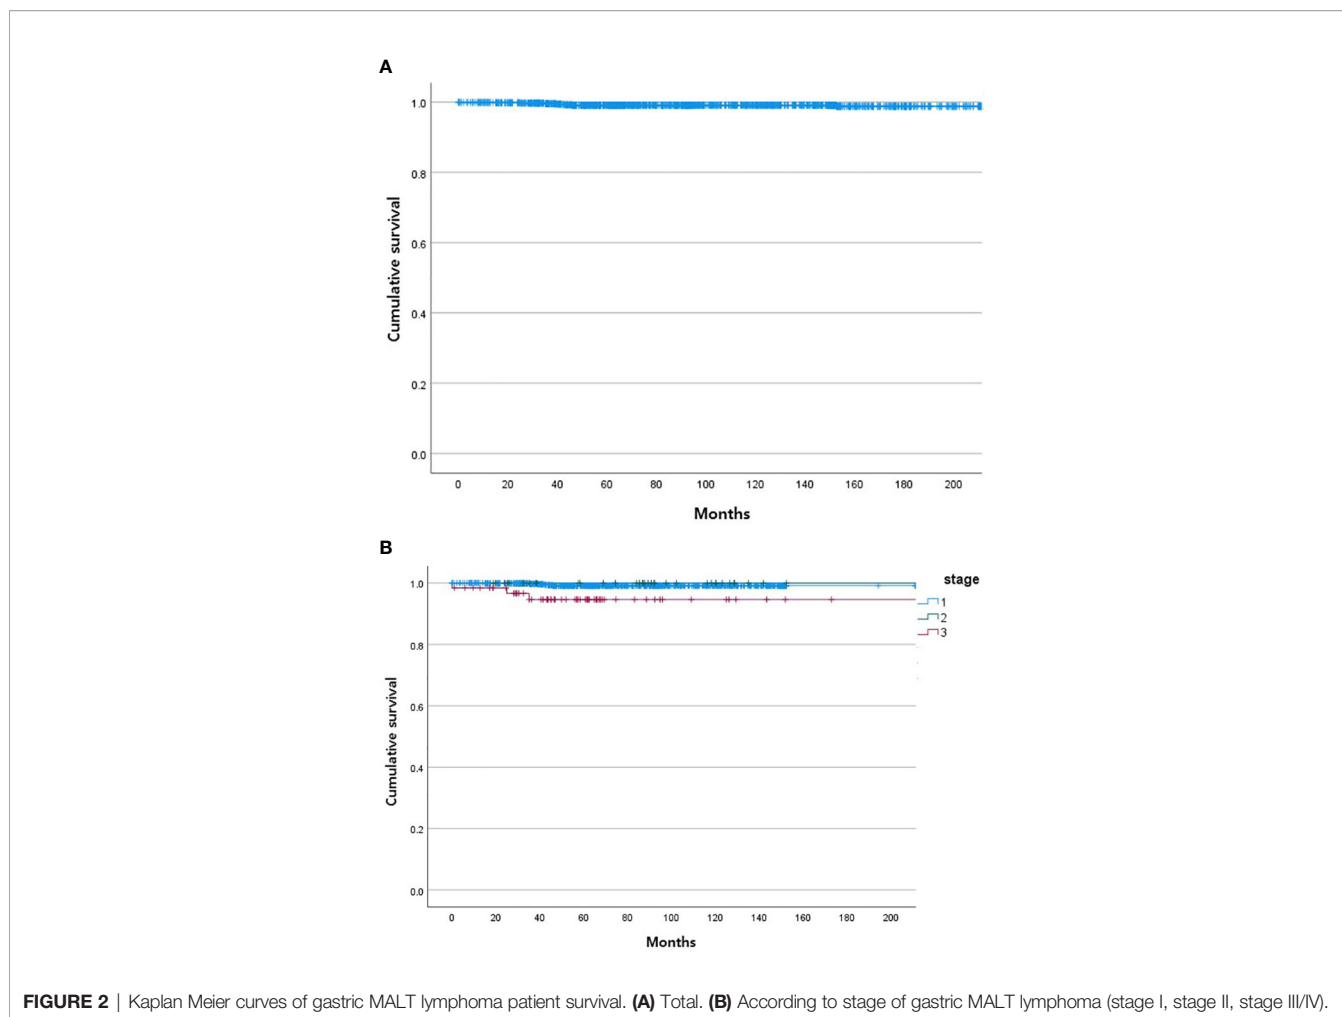 A
1.0
0.8
0.6
0.4
0.2
0.0
Cumulative survival
0 20 40 60 80 100 120 140 160 180 200
Months
B
1.0
0.8
0.6
0.4
0.2
0.0
Cumulative survival
0 20 40 60 80 100 120 140 160 180 200
Months
stage
1
2
3
FIGURE 2 | Kaplan Meier curves of gastric MALT lymphoma patient survival. (A) Total. (B) According to stage of gastric MALT lymphoma (stage I, stage II, stage III/IV).